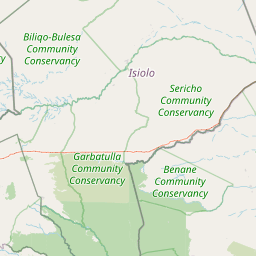 Biliqo-Bulesa
Community
Conservancy
Isiolo
Sericho
Community
Conservancy
Garbatulla
Community
Conservancy
Benane
Community
Conservancy